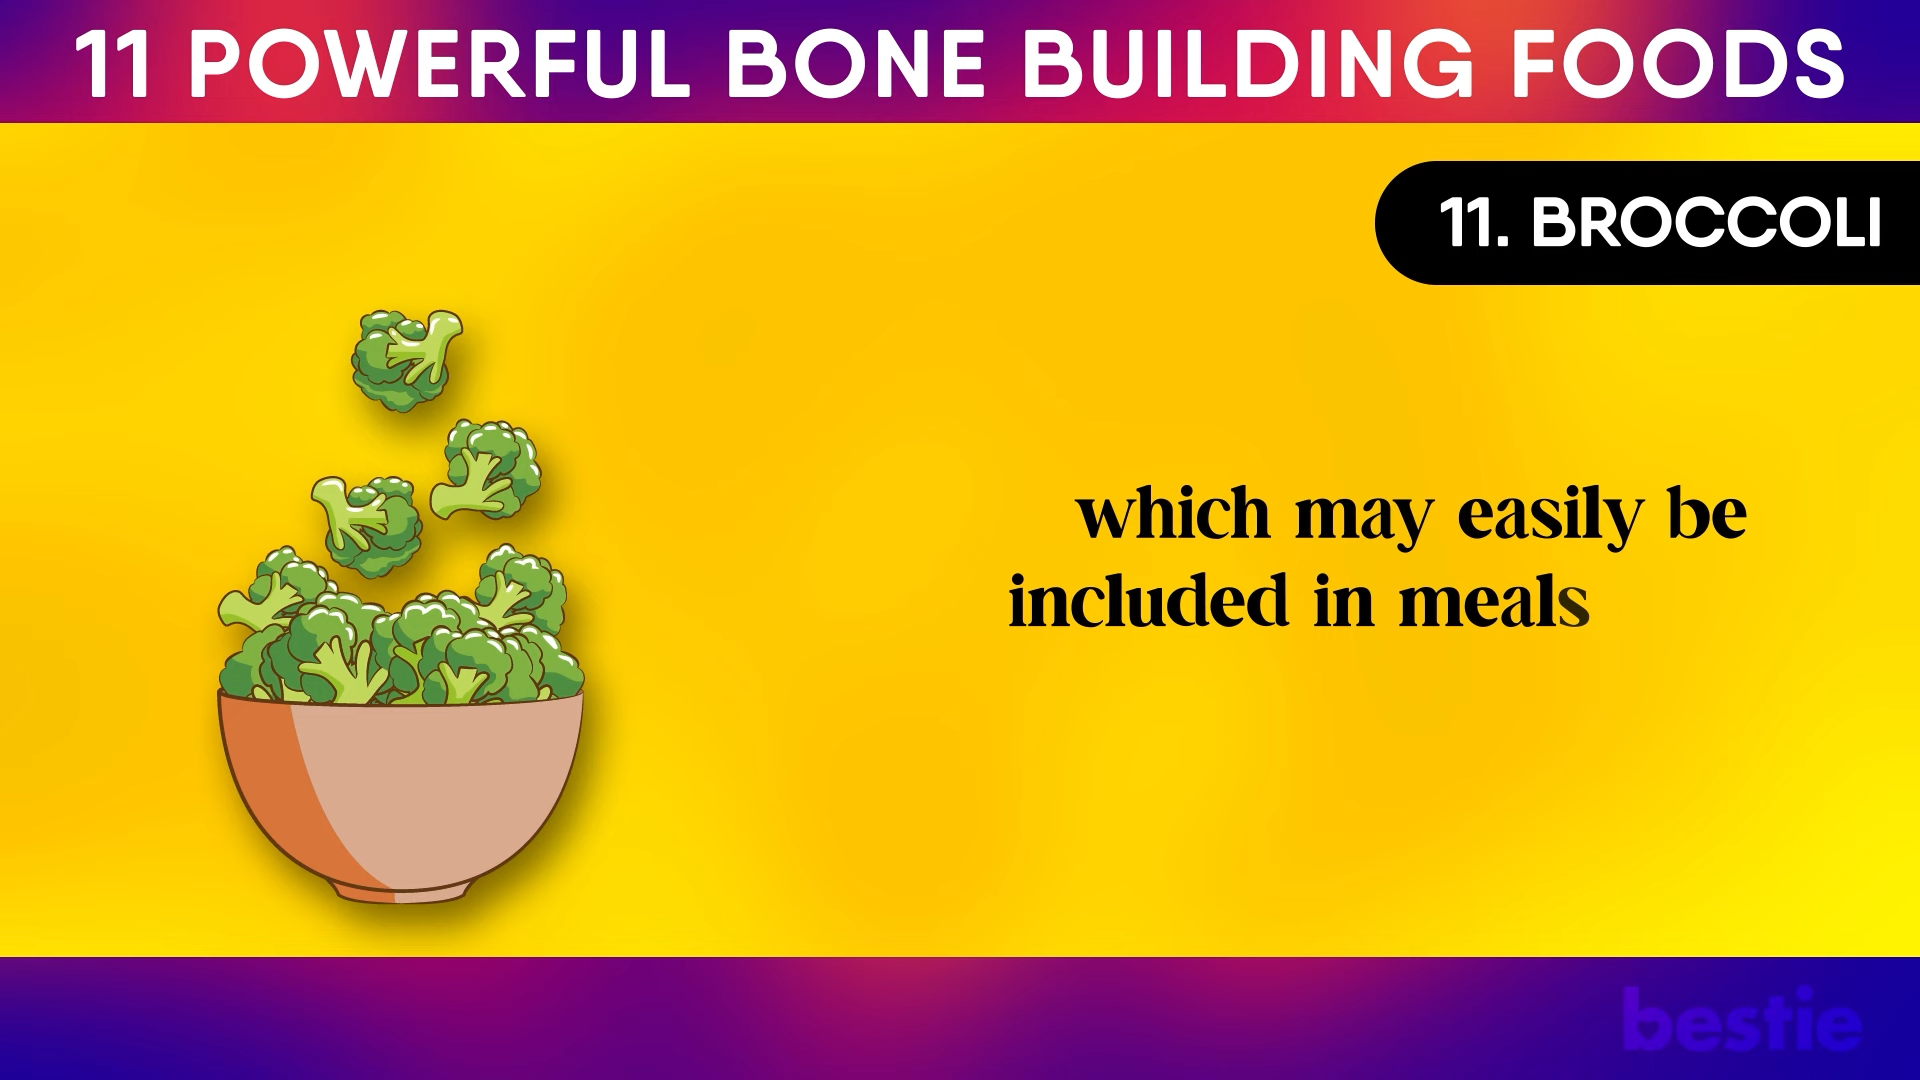 11 POWERFUL BONE BUILDING FOODS
11. BROCCOLI
which may easily be
included in meals
bestie